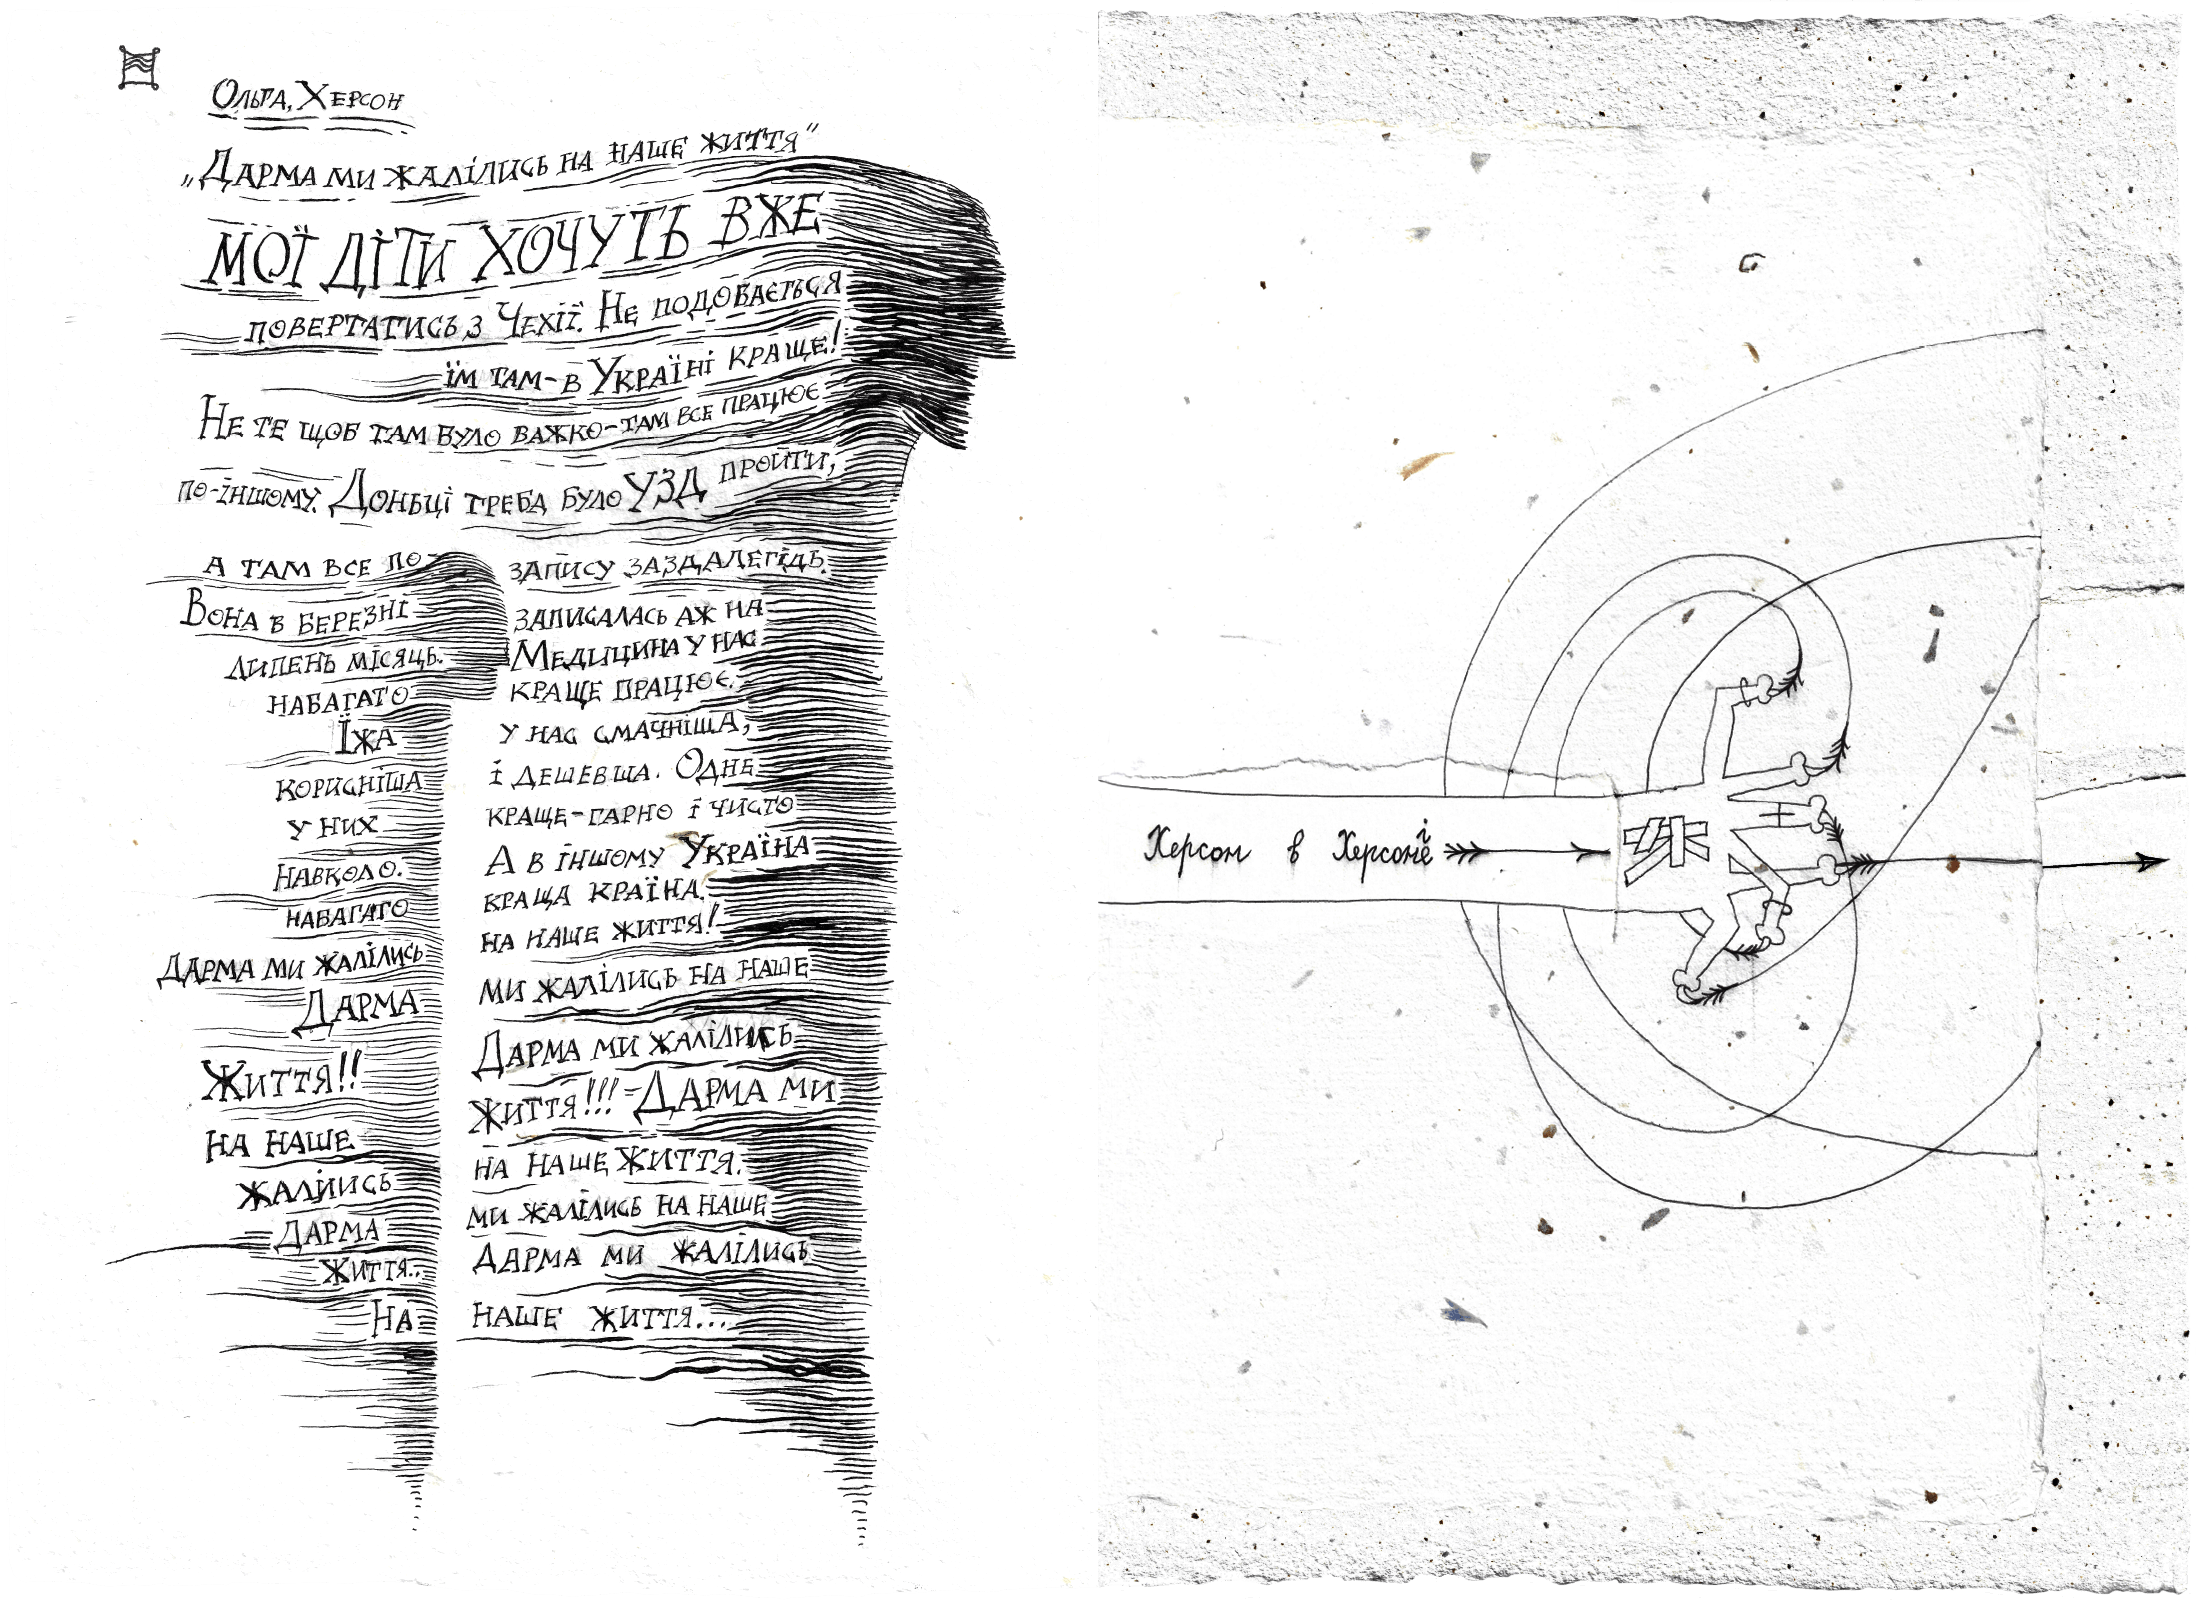 Ольга, Херсон
„Дарма ми жалілись на наше життя"
Мої діти хочуть вже
повертатись з Чехії. Не подобається
їм там - в Україні краще!
Не те щоб там було важко - там все працює
по-іншому. Доньці треба було УЗД пройти,
а там все по- запису заздалегідь.
Вона в березні записалась аж на
липень місяць. Медицина у нас
набагато краще працює.
Їжа у нас смачніша,
корисніша і дешевша. Одне
у них краще - гарно і чисто
навколо. А в іншому Україна
набагато краща країна.
Дарма ми жалілись на наше життя!
Дарма ми жалілись на наше
Життя!! Дарма ми жалілись
на наше життя!!! - Дарма ми
жалілись на наше життя.
Дарма ми жалілись на наше
життя.. Дарма ми жалілись
На наше життя...
Херсон в Херсоні